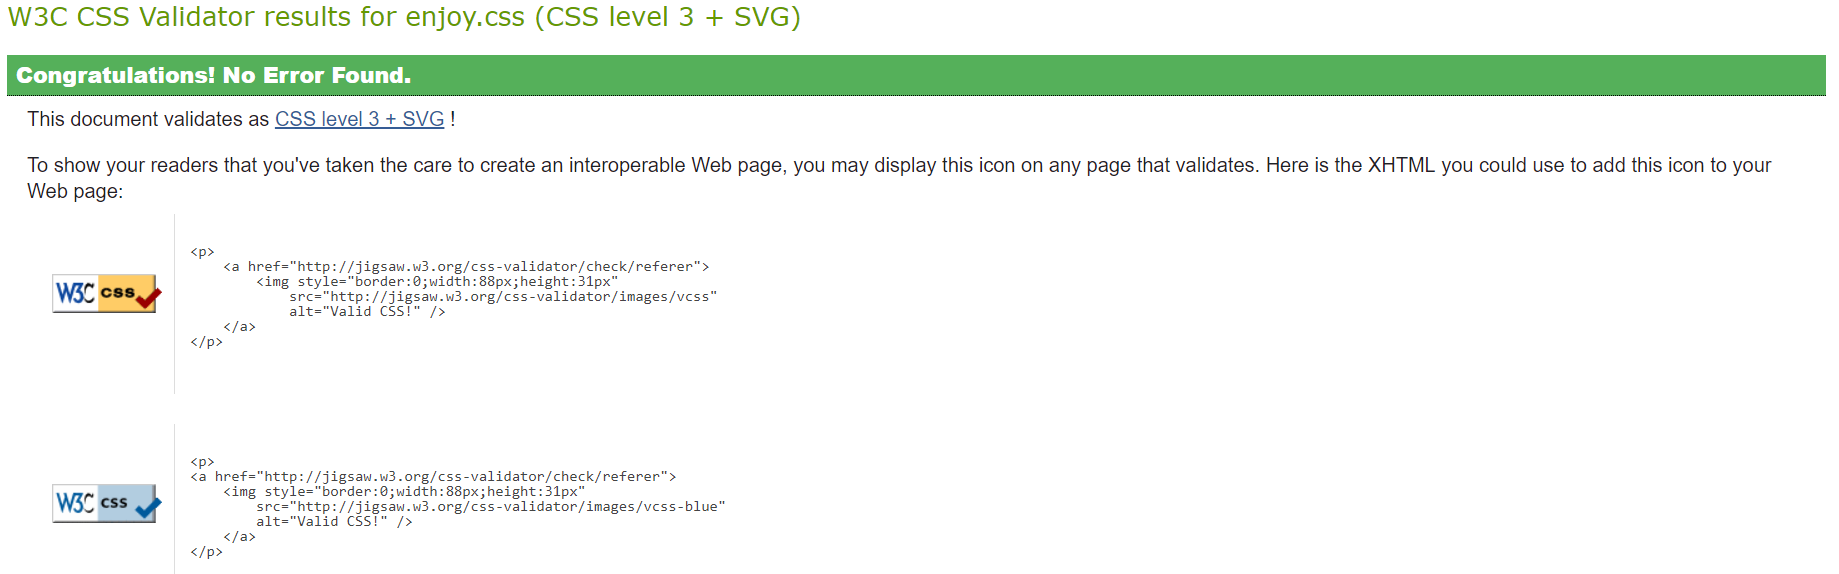 W3C CSS Validator results for enjoy.css (CSS level 3 + SVG)
Congratulations! No Error Found.
This document validates as CSS level 3 + SVG !
To show your readers that you've taken the care to create an interoperable Web page, you may display this icon on any page that validates. Here is the XHTML you could use to add this icon to your
Web page:
W3C css
<p>
    <a href="http://jigsaw.w3.org/css-validator/check/referer">
        <img style="border:0;width:88px;height:31px"
            src="http://jigsaw.w3.org/css-validator/images/vcss"
            alt="Valid CSS!" />
    </a>
</p>
W3C css
<p>
<a href="http://jigsaw.w3.org/css-validator/check/referer">
    <img style="border:0;width:88px;height:31px"
        src="http://jigsaw.w3.org/css-validator/images/vcss-blue"
        alt="Valid CSS!" />
    </a>
</p>